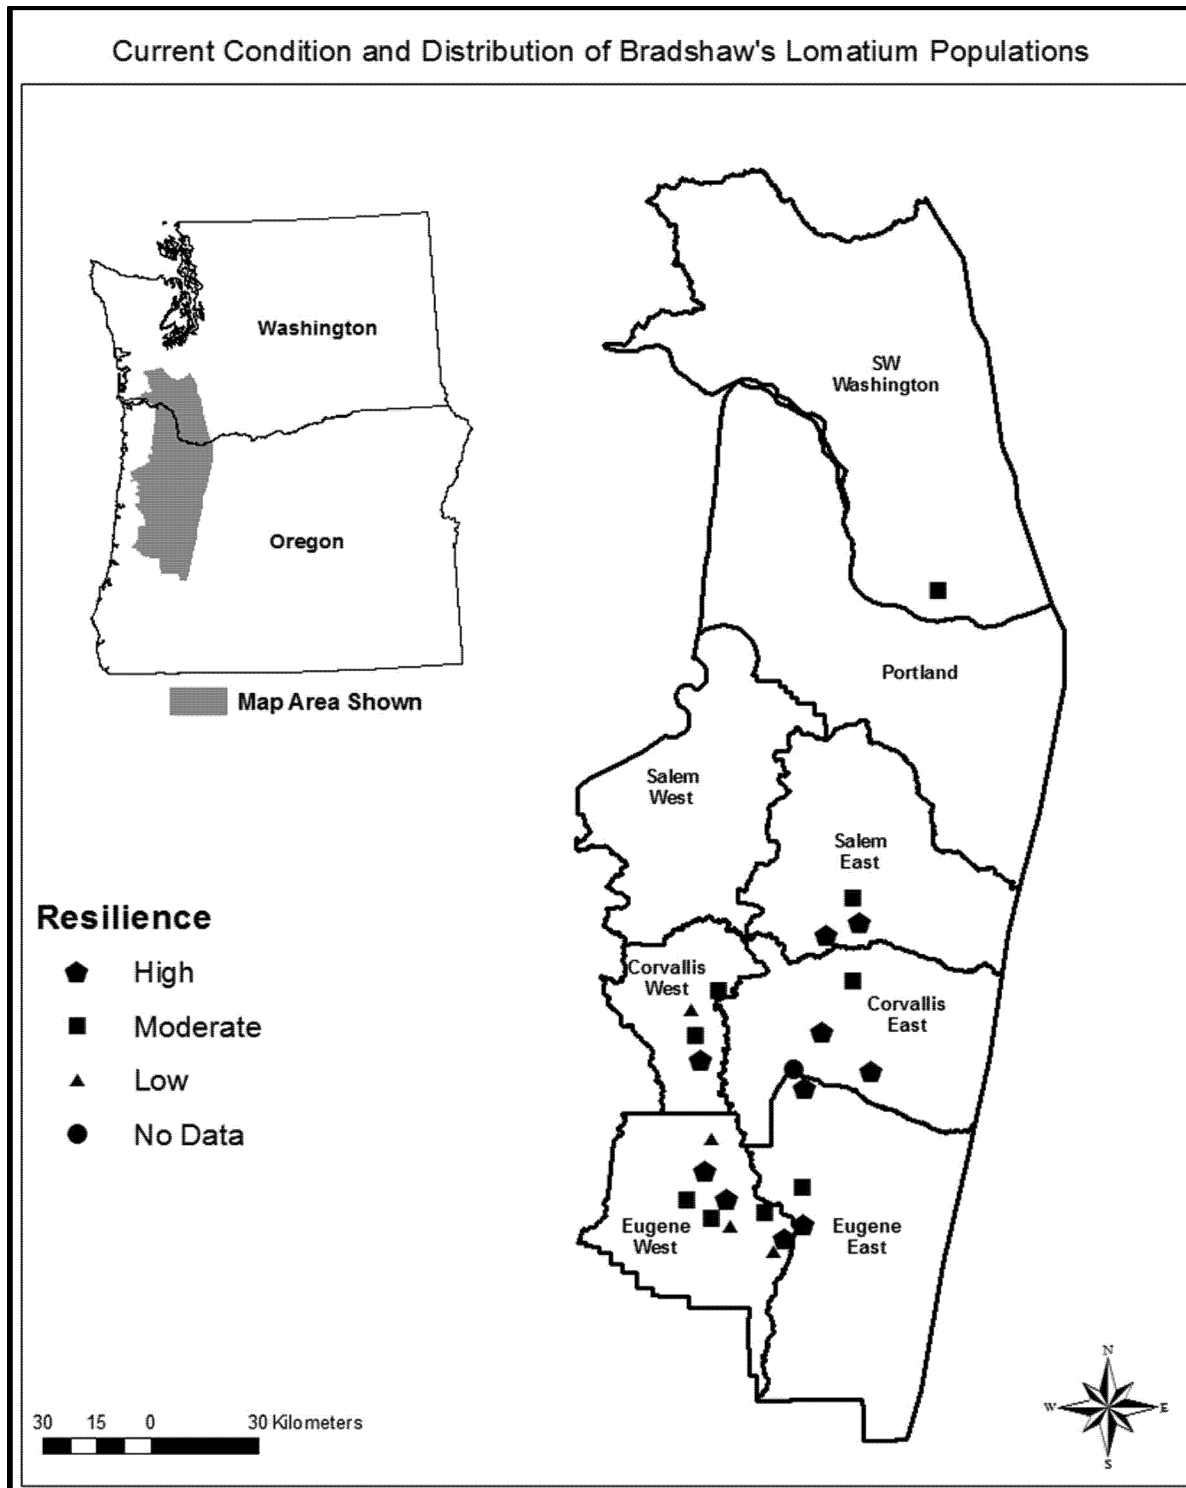 Current Condition and Distribution of Bradshaw's Lomatium Populations
Washington
Oregon
Map Area Shown
SW
Washington
Portland
Salem
West
Salem
East
Corvallis
West
Corvallis
East
Eugene
West
Eugene
East
Resilience
High
Moderate
Low
No Data
30 15 0 30 Kilometers
N
W E
S